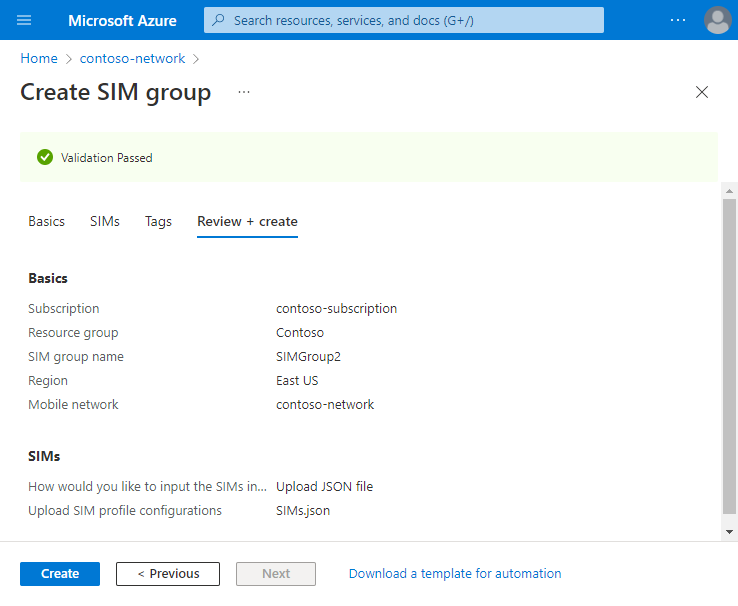 Microsoft Azure
Search resources, services, and docs (G+/)
...
Home > contoso-network >
Create SIM group ...
Validation Passed
Basics SIMs Tags Review + create
Basics
Subscription contoso-subscription
Resource group Contoso
SIM group name SIMGroup2
Region East US
Mobile network contoso-network
SIMs
How would you like to input the SIMs in... Upload JSON file
Upload SIM profile configurations SIMs.json
Create < Previous Next Download a template for automation